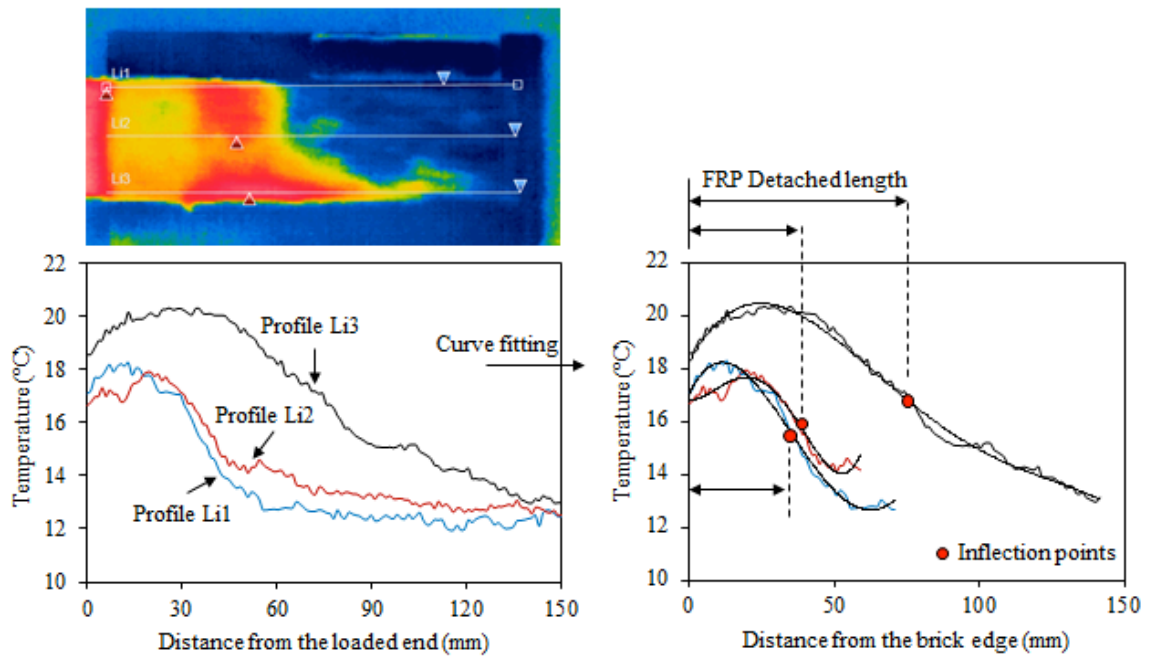 Li1
Li2
Li3
22
20
18
16
14
12
10
Temperature (°C)
Profile Li3
Profile Li2
Profile Li1
0
30
60
90
120
150
Distance from the loaded end (mm)
Curve fitting
FRP Detached length
22
20
18
16
14
12
10
Temperature (°C)
Inflection points
0
50
100
150
Distance from the brick edge (mm)